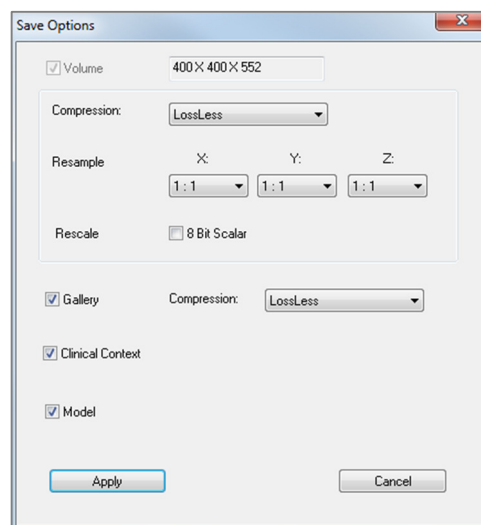 Save Options
Volume 400 X 400 X 552
Compression: LossLess
X: Y: Z:
Resample 1 : 1 1 : 1 1 : 1
Rescale 8 Bit Scalar
Gallery Compression: LossLess
Clinical Context
Model
Apply Cancel